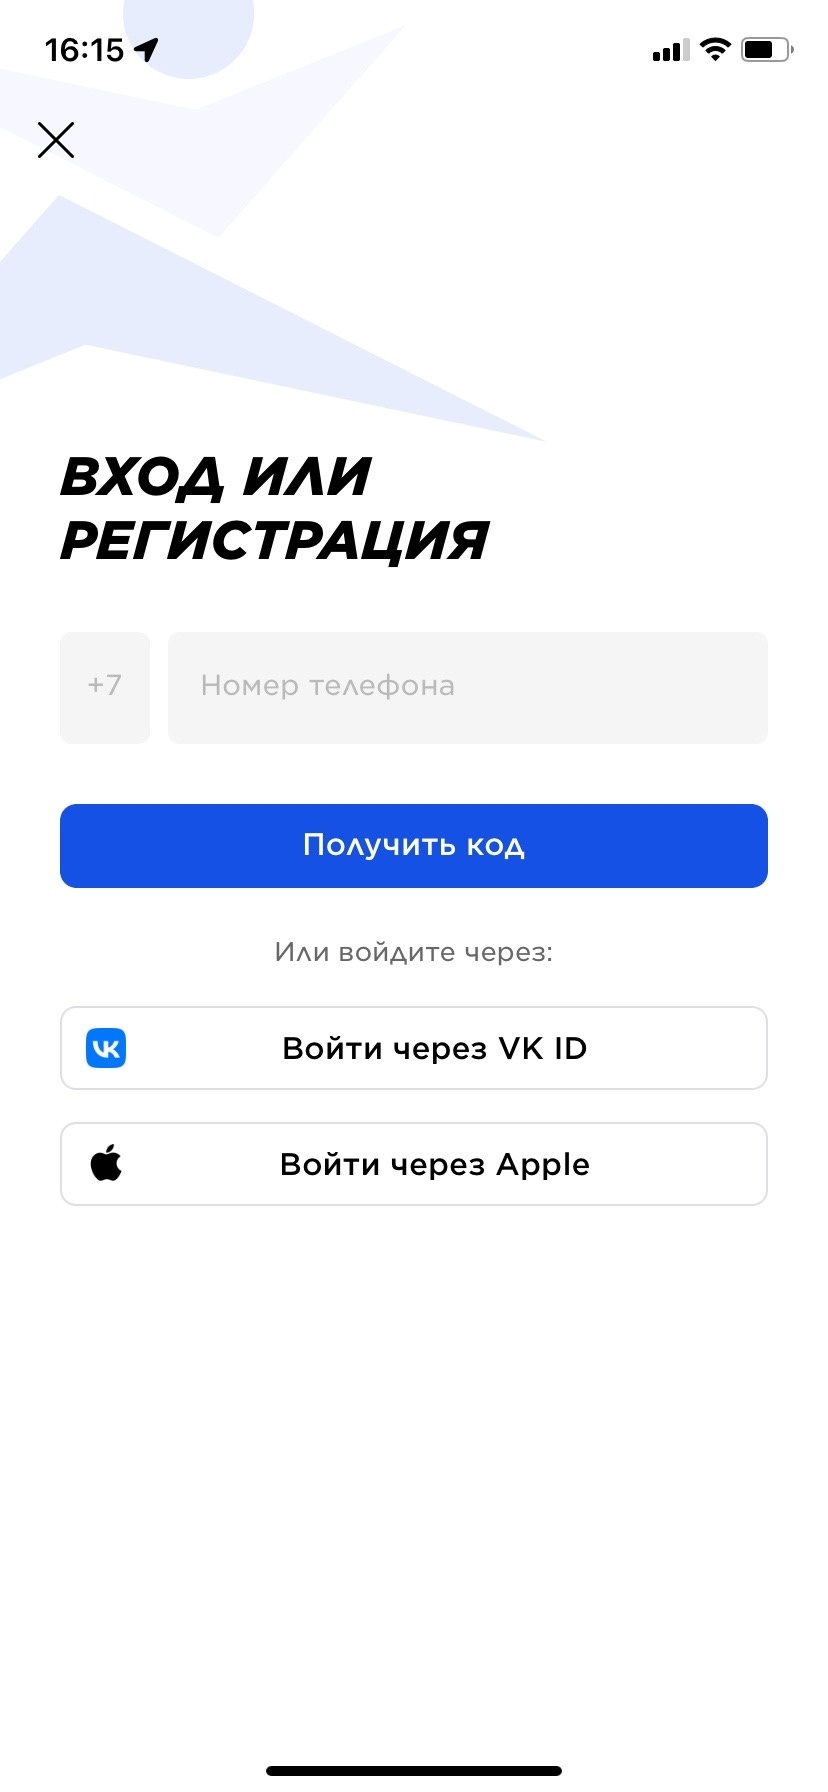 16:15
ВХОД ИЛИ
РЕГИСТРАЦИЯ
+7
Номер телефона
Получить код
Или войдите через:
Войти через VK ID
Войти через Apple